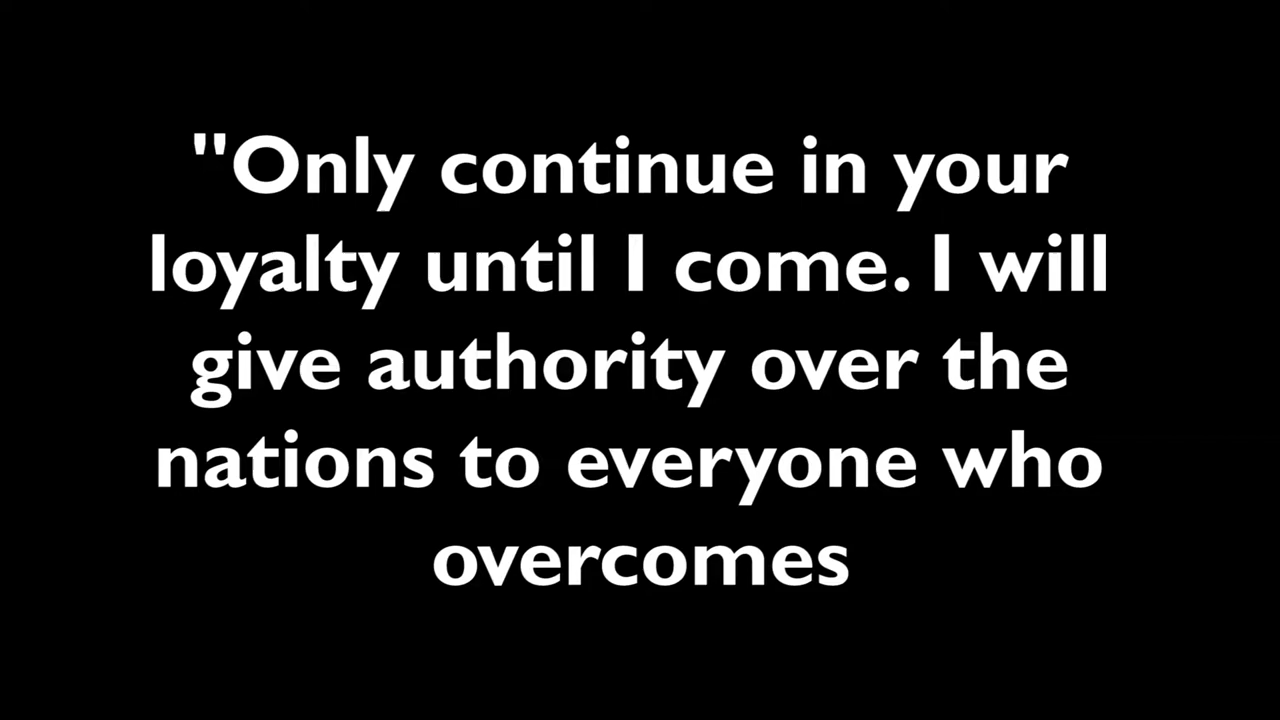 "Only continue in your
loyalty until I come. I will
give authority over the
nations to everyone who
overcomes